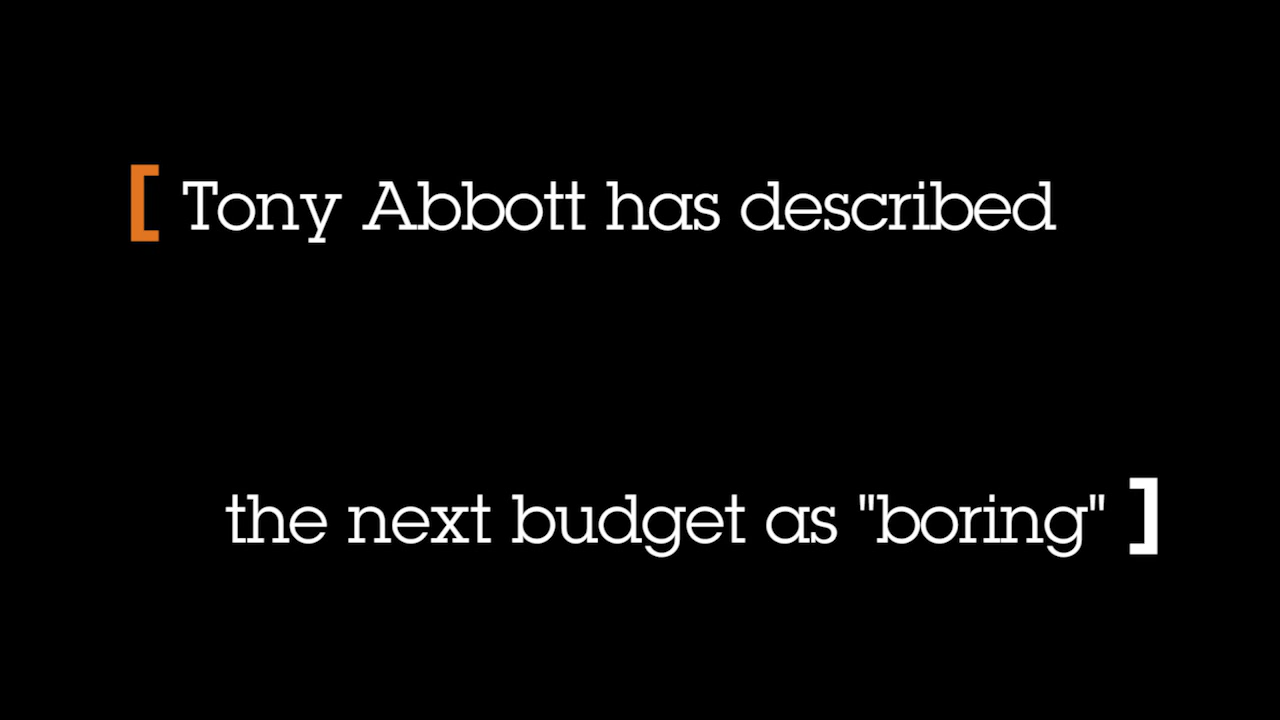 [ Tony Abbott has described
the next budget as "boring" ]